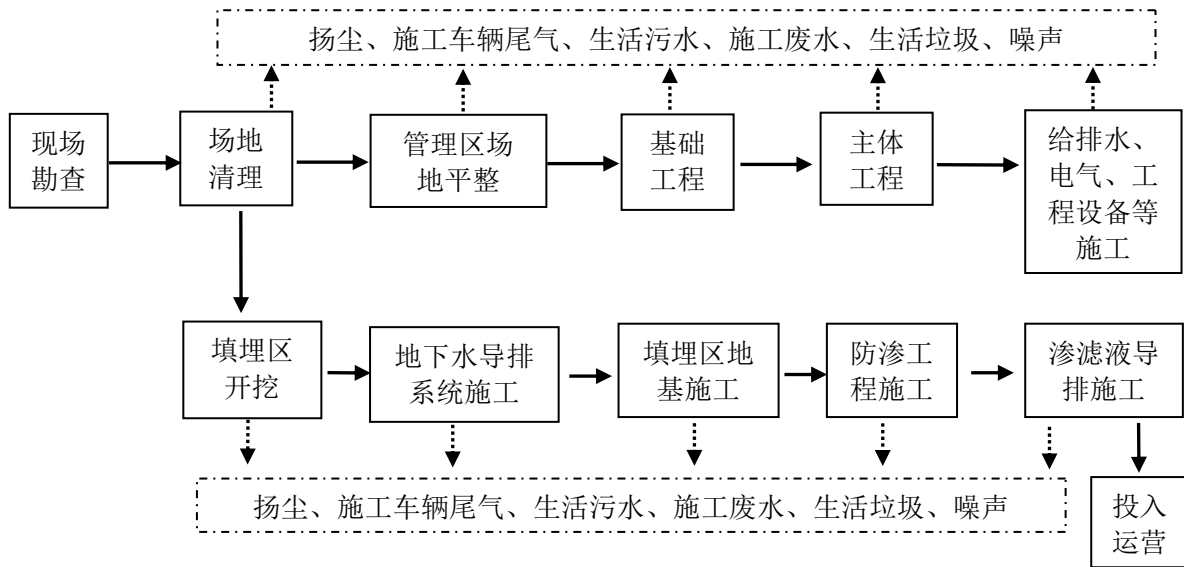 扬尘、施工车辆尾气、生活污水、施工废水、生活垃圾、噪声
现场
勘查
场地
清理
管理区场
地平整
基础
工程
主体
工程
给排水、
电气、工
程设备等
施工
填埋区
开挖
地下水导排
系统施工
填埋区地
基施工
防渗工
程施工
渗滤液导
排施工
扬尘、施工车辆尾气、生活污水、施工废水、生活垃圾、噪声
投入
运营